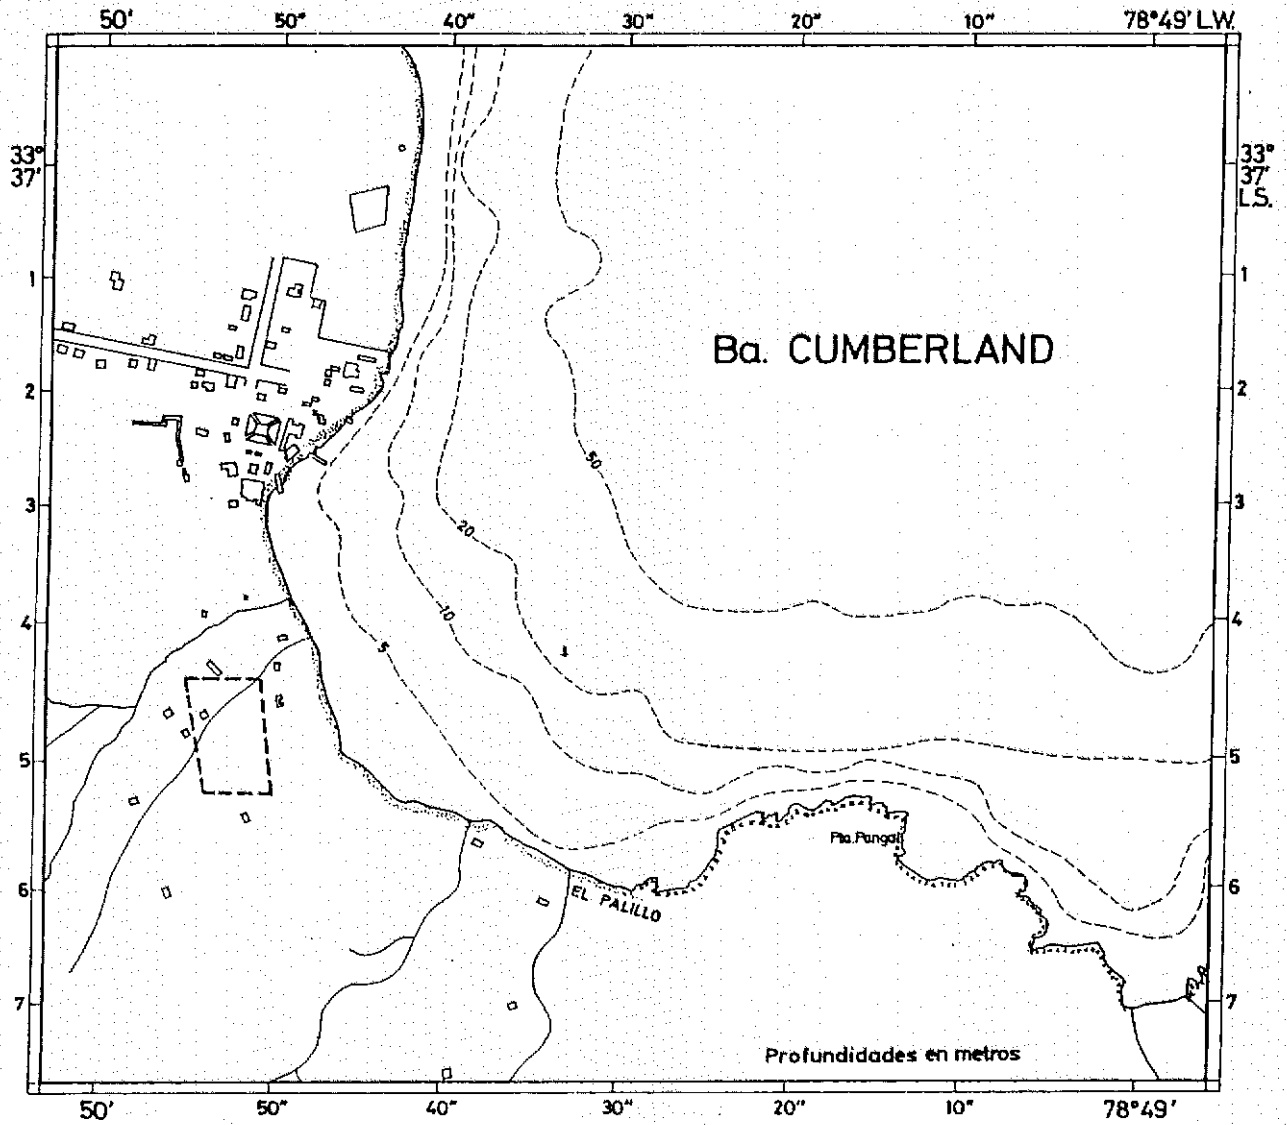 50' 50" 40" 30" 20" 10" 78°49' L.W.
33°
37'
33°
37'
L.S.
1 1
Ba. CUMBERLAND
2 2
50
3 3
20
10
4 4
5
5 5
Pta. Pangal
6 6
EL PALILLO
7 7
Profundidades en metros
50' 50" 40" 30" 20" 10" 78°49'